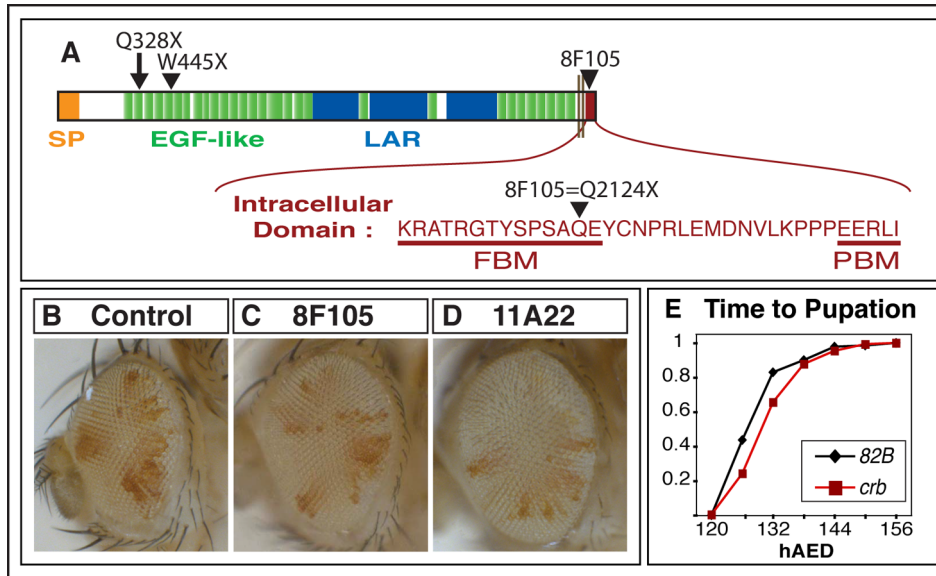 A
Q328X
W445X
8F105
SP
EGF-like
LAR
8F105=Q2124X
Intracellular
Domain :
KRATRGTYSPSAQEYCNPRLEMDNVLKPPPEERLI
FBM
PBM
B Control
C 8F105
D 11A22
E Time to Pupation
1
0.8
0.6
0.4
0.2
82B
crb
120 132 144 156
hAED